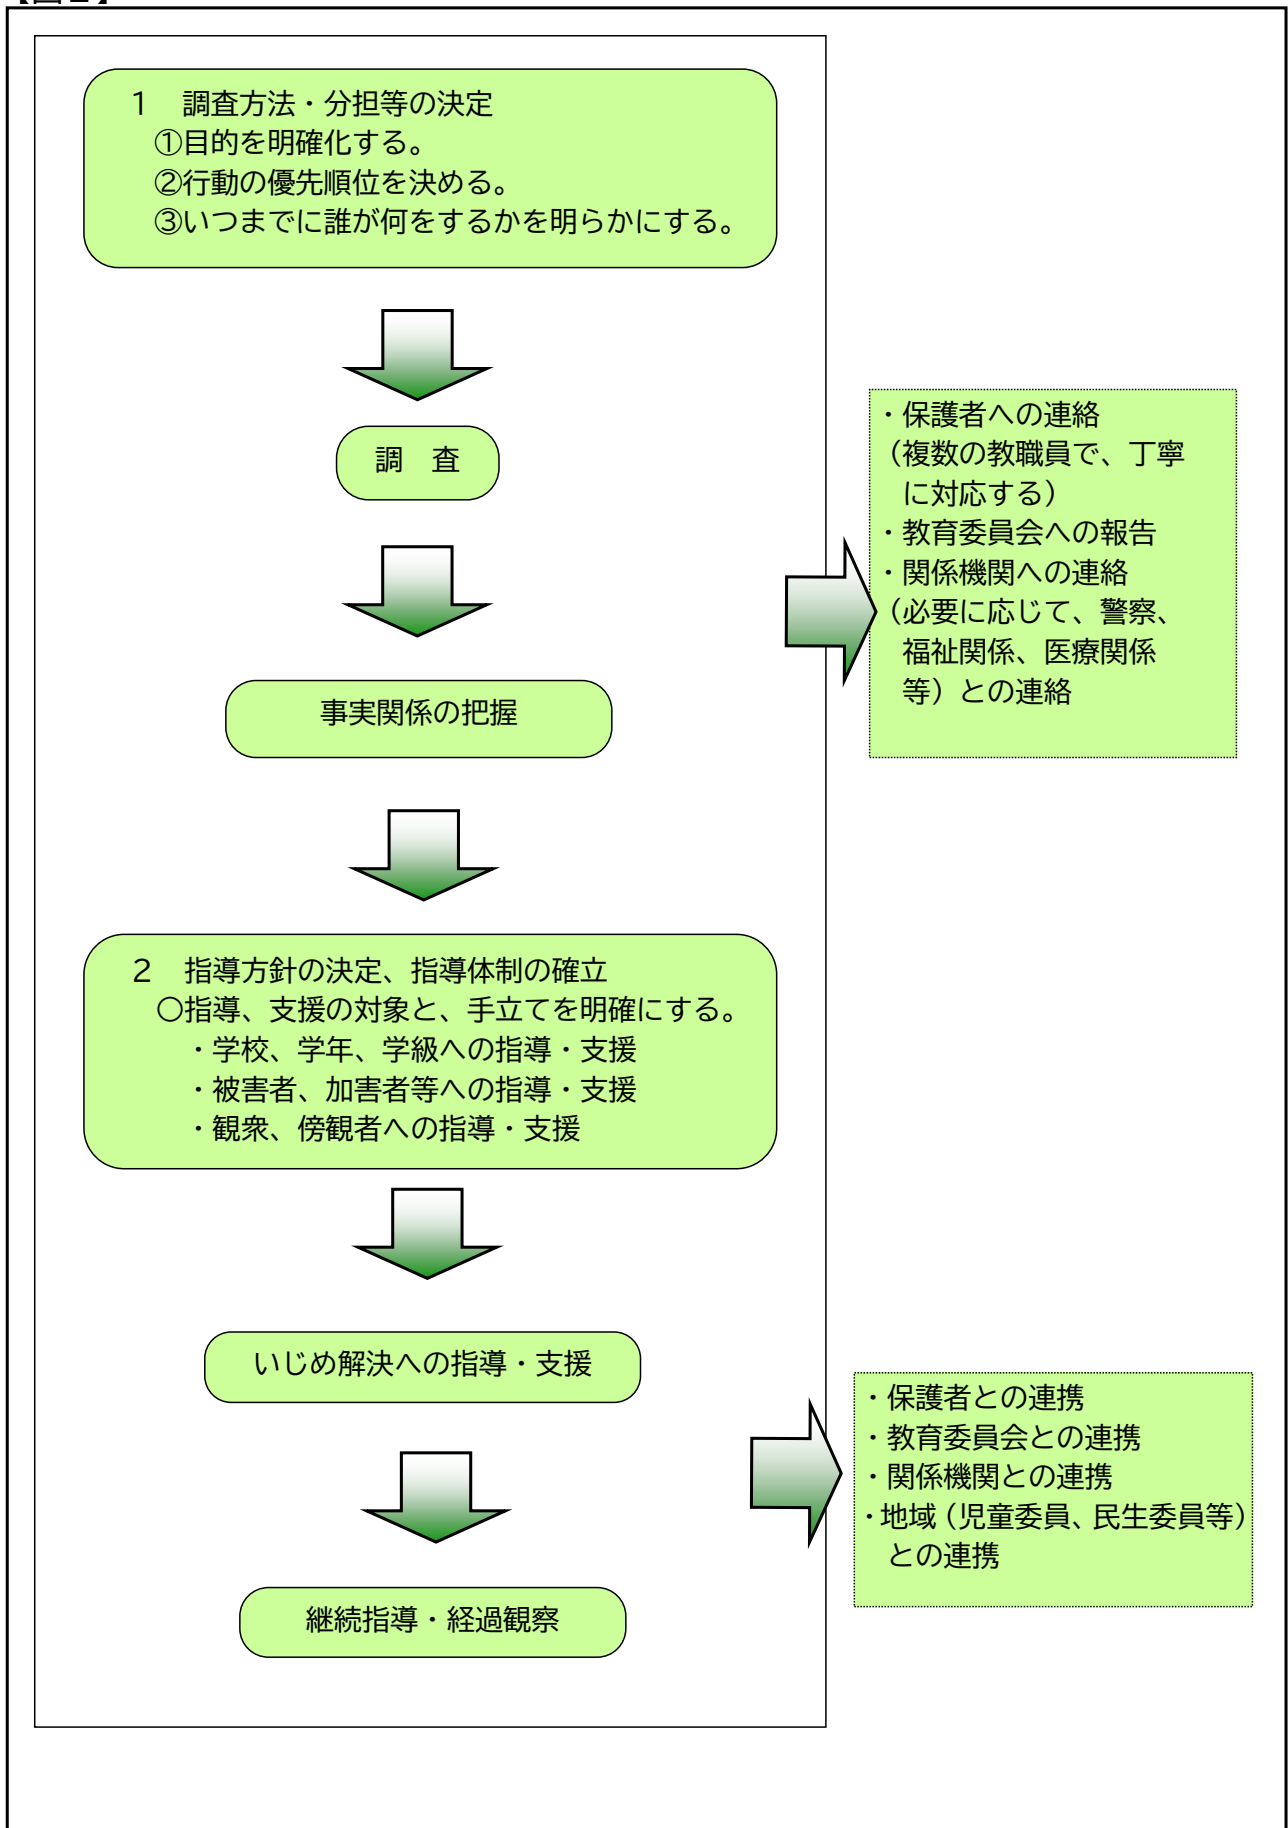 1　調査方法・分担等の決定
①目的を明確化する。
②行動の優先順位を決める。
③いつまでに誰が何をするかを明らかにする。
調　査
・保護者への連絡
（複数の教職員で、丁寧
に対応する）
・教育委員会への報告
・関係機関への連絡
（必要に応じて、警察、
福祉関係、医療関係
等）との連絡
事実関係の把握
2　指導方針の決定、指導体制の確立
○指導、支援の対象と、手立てを明確にする。
・学校、学年、学級への指導・支援
・被害者、加害者等への指導・支援
・観衆、傍観者への指導・支援
いじめ解決への指導・支援
・保護者との連携
・教育委員会との連携
・関係機関との連携
・地域（児童委員、民生委員等）
との連携
継続指導・経過観察